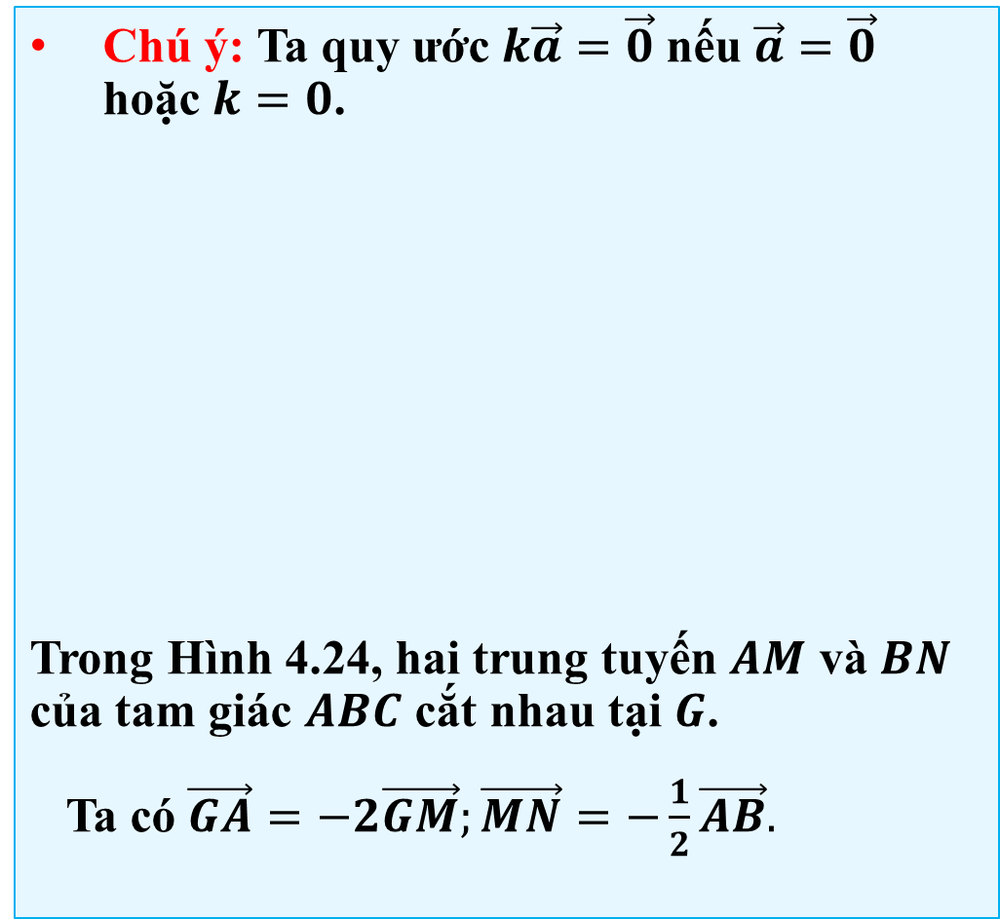 • Chú ý: Ta quy ước $k\vec{a} = \vec{0}$ nếu $\vec{a} = \vec{0}$
hoặc $k = 0$.
Trong Hình 4.24, hai trung tuyến $AM$ và $BN$
của tam giác $ABC$ cắt nhau tại $G$.
Ta có $\overrightarrow{GA} = -2\overrightarrow{GM}; \overrightarrow{MN} = -\frac{1}{2}\overrightarrow{AB}$.